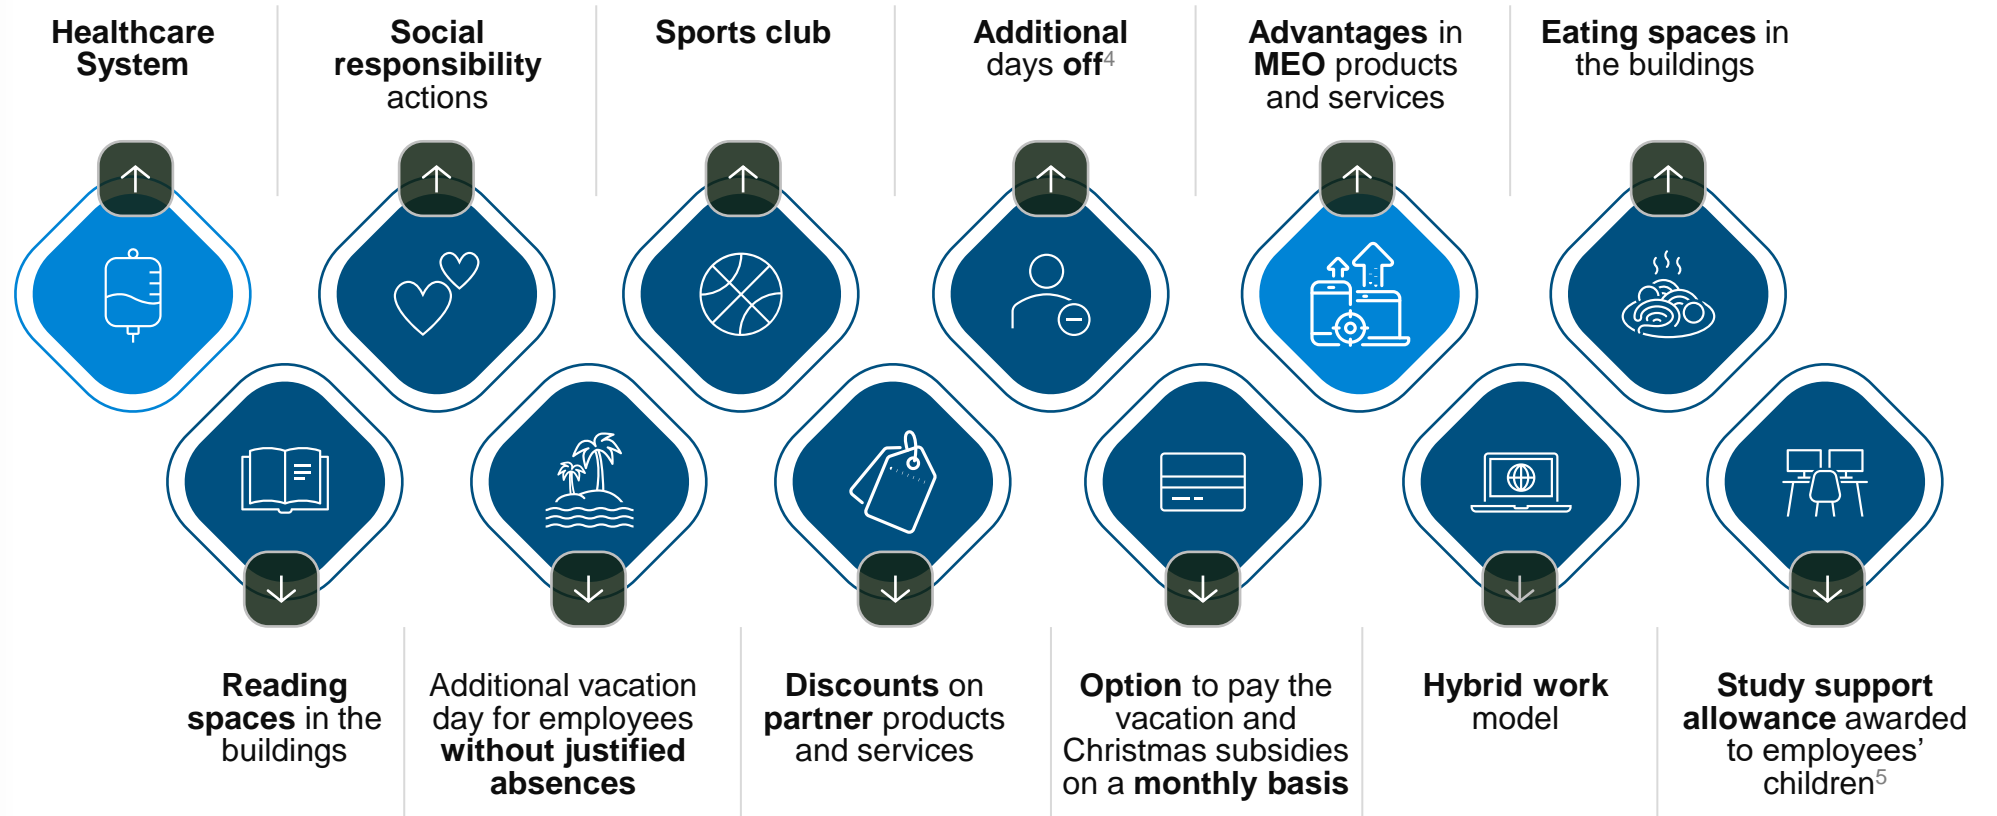 Healthcare
System
Social
responsibility
actions
Sports club
Additional
days off4
Advantages in
MEO products
and services
Eating spaces in
the buildings
Reading
spaces in the
buildings
Additional vacation
day for employees
without justified
absences
Discounts on
partner products
and services
Option to pay the
vacation and
Christmas subsidies
on a monthly basis
Hybrid work
model
Study support
allowance awarded
to employees’
children5